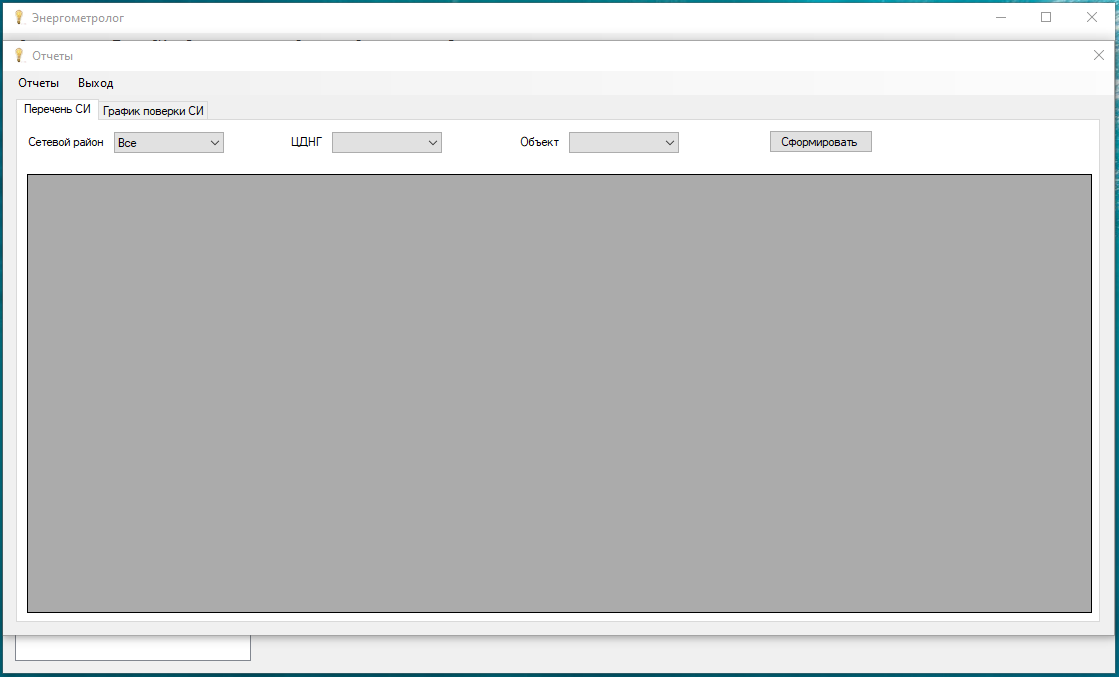 Энергометролог
Отчеты
Отчеты Выход
Перечень СИ График поверки СИ
Сетевой район Все ЦДНГ Объект Сформировать